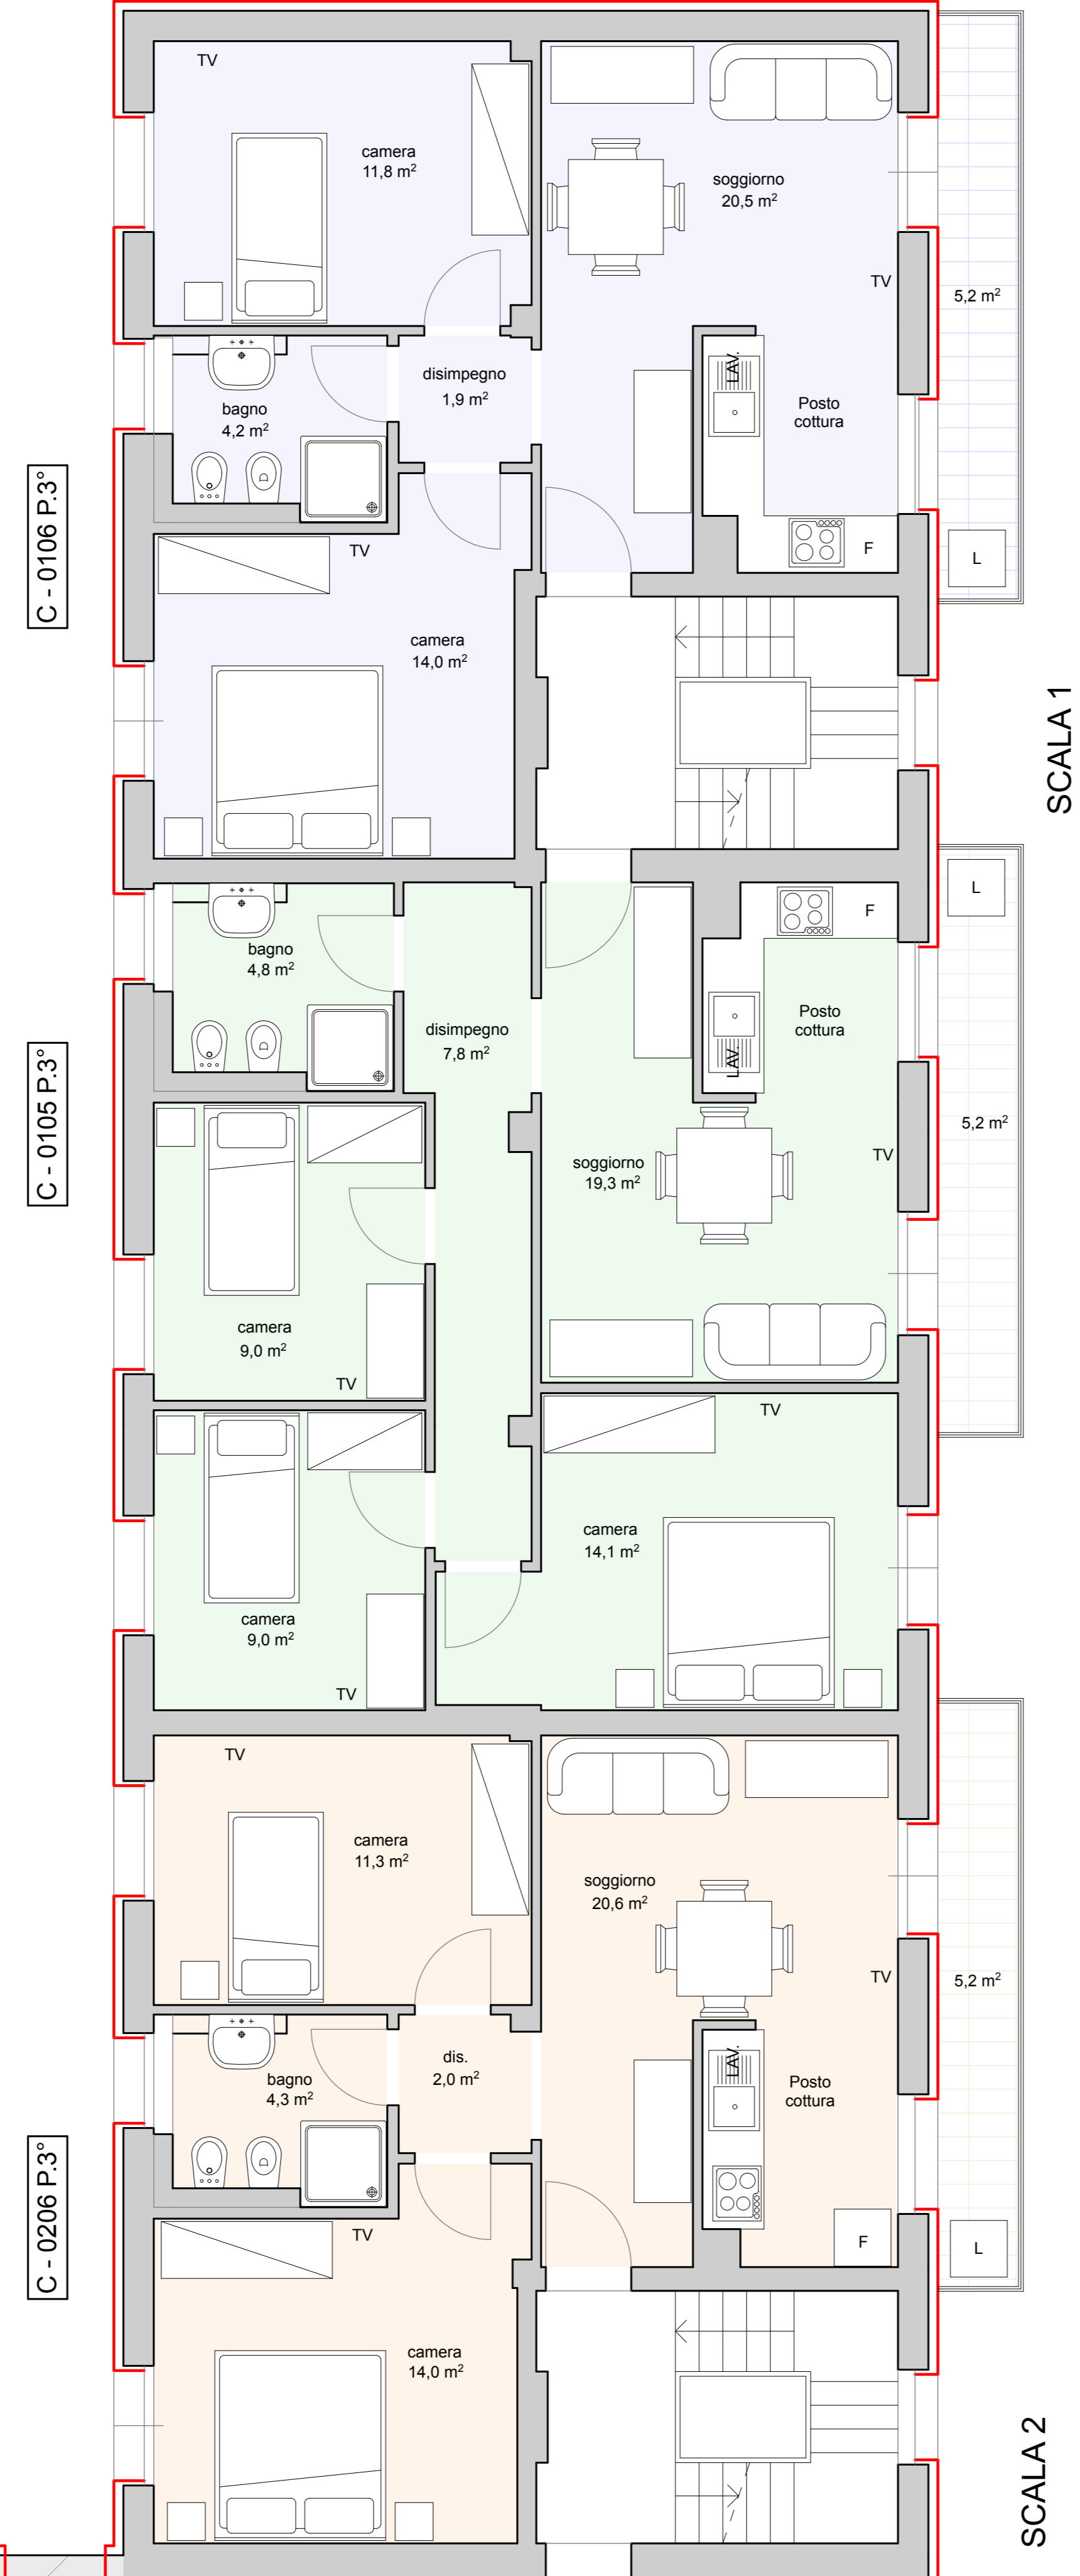 TV
camera
11,8 m²
soggiorno
20,5 m²
TV
5,2 m²
disimpegno
1,9 m²
bagno
4,2 m²
LAV.
Posto
cottura
F
L
C - 0106 P.3°
TV
camera
14,0 m²
SCALA 1
L
F
bagno
4,8 m²
disimpegno
7,8 m²
Posto
cottura
LAV.
C - 0105 P.3°
5,2 m²
TV
soggiorno
19,3 m²
camera
9,0 m²
TV
TV
camera
14,1 m²
camera
9,0 m²
TV
TV
camera
11,3 m²
soggiorno
20,6 m²
TV
5,2 m²
dis.
2,0 m²
bagno
4,3 m²
LAV.
Posto
cottura
F
L
C - 0206 P.3°
TV
camera
14,0 m²
SCALA 2